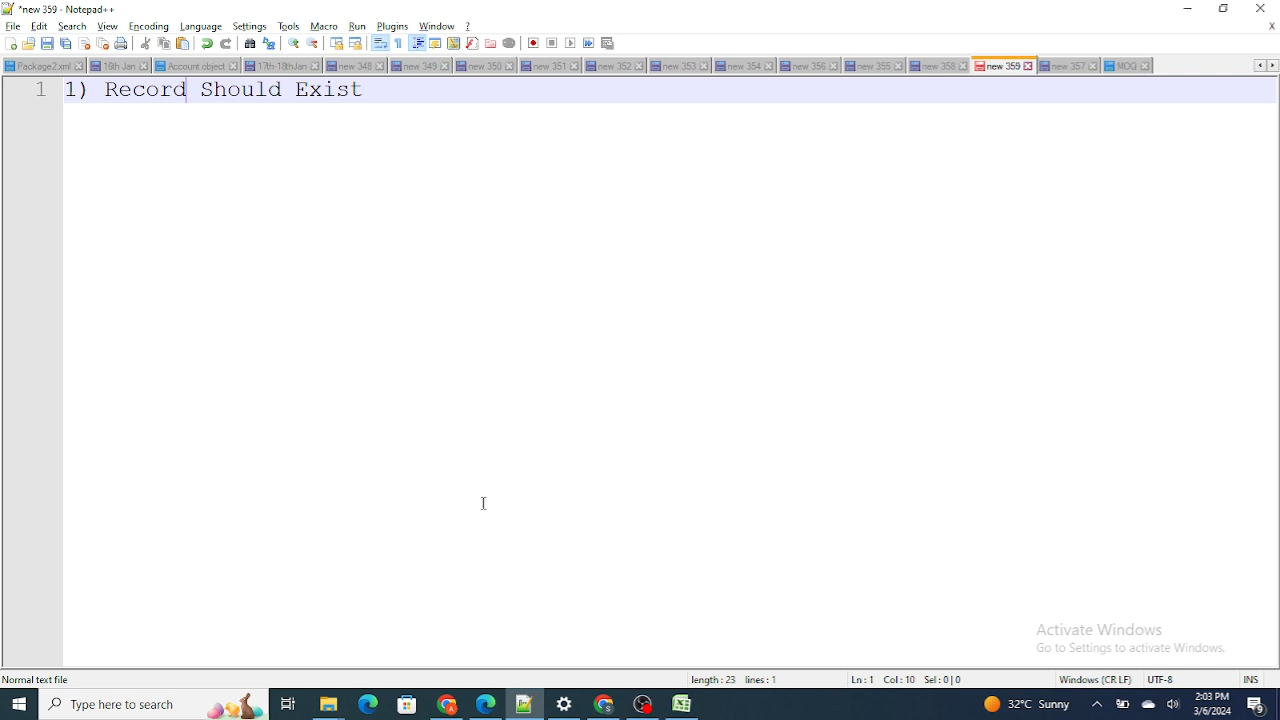 *new 359 - Notepad++
File Edit Search View Encoding Language Settings Tools Macro Run Plugins Window ?
Package2.xml 16th Jan Account object 17th-18thJan new 348 new 349 new 350 new 351 new 352 new 353 new 354 new 356 new 355 new 358 new 359 new 357 MOG
1 1) Record Should Exist
Activate Windows
Go to Settings to activate Windows.
Normal text file length : 23 lines : 1 Ln : 1 Col : 10 Sel : 0 | 0 Windows (CR LF) UTF-8 INS
Type here to search 32°C Sunny 2:03 PM
3/6/2024